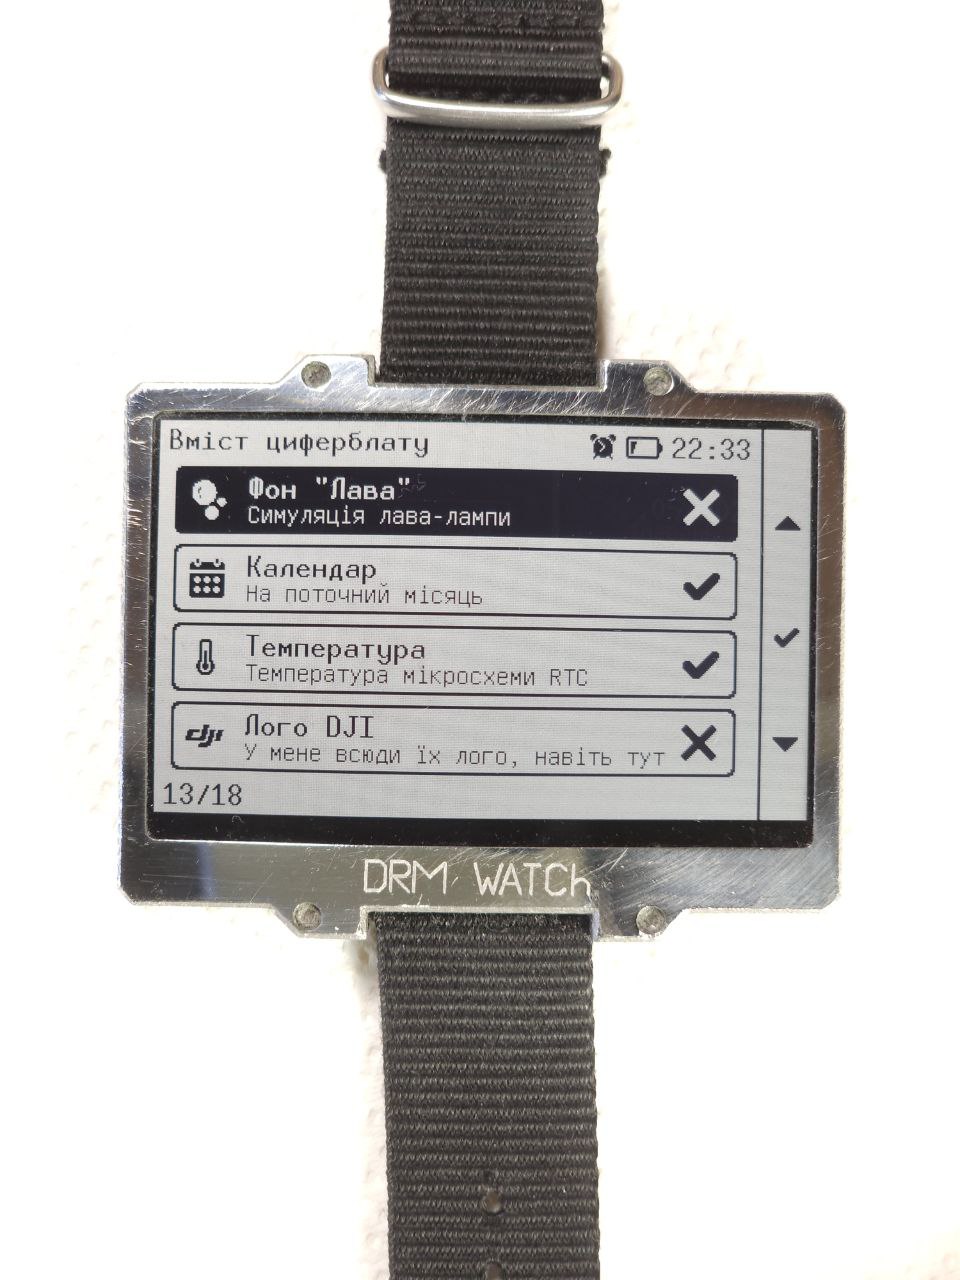 Вміст циферблату 22:33
Фон "Лава"
Симуляція лава-лампи
Календар
На поточний місяць
Температура
Температура мікросхеми RTC
dji Лого DJI
У мене всюди їх лого, навіть тут
13/18
DRM WATCh